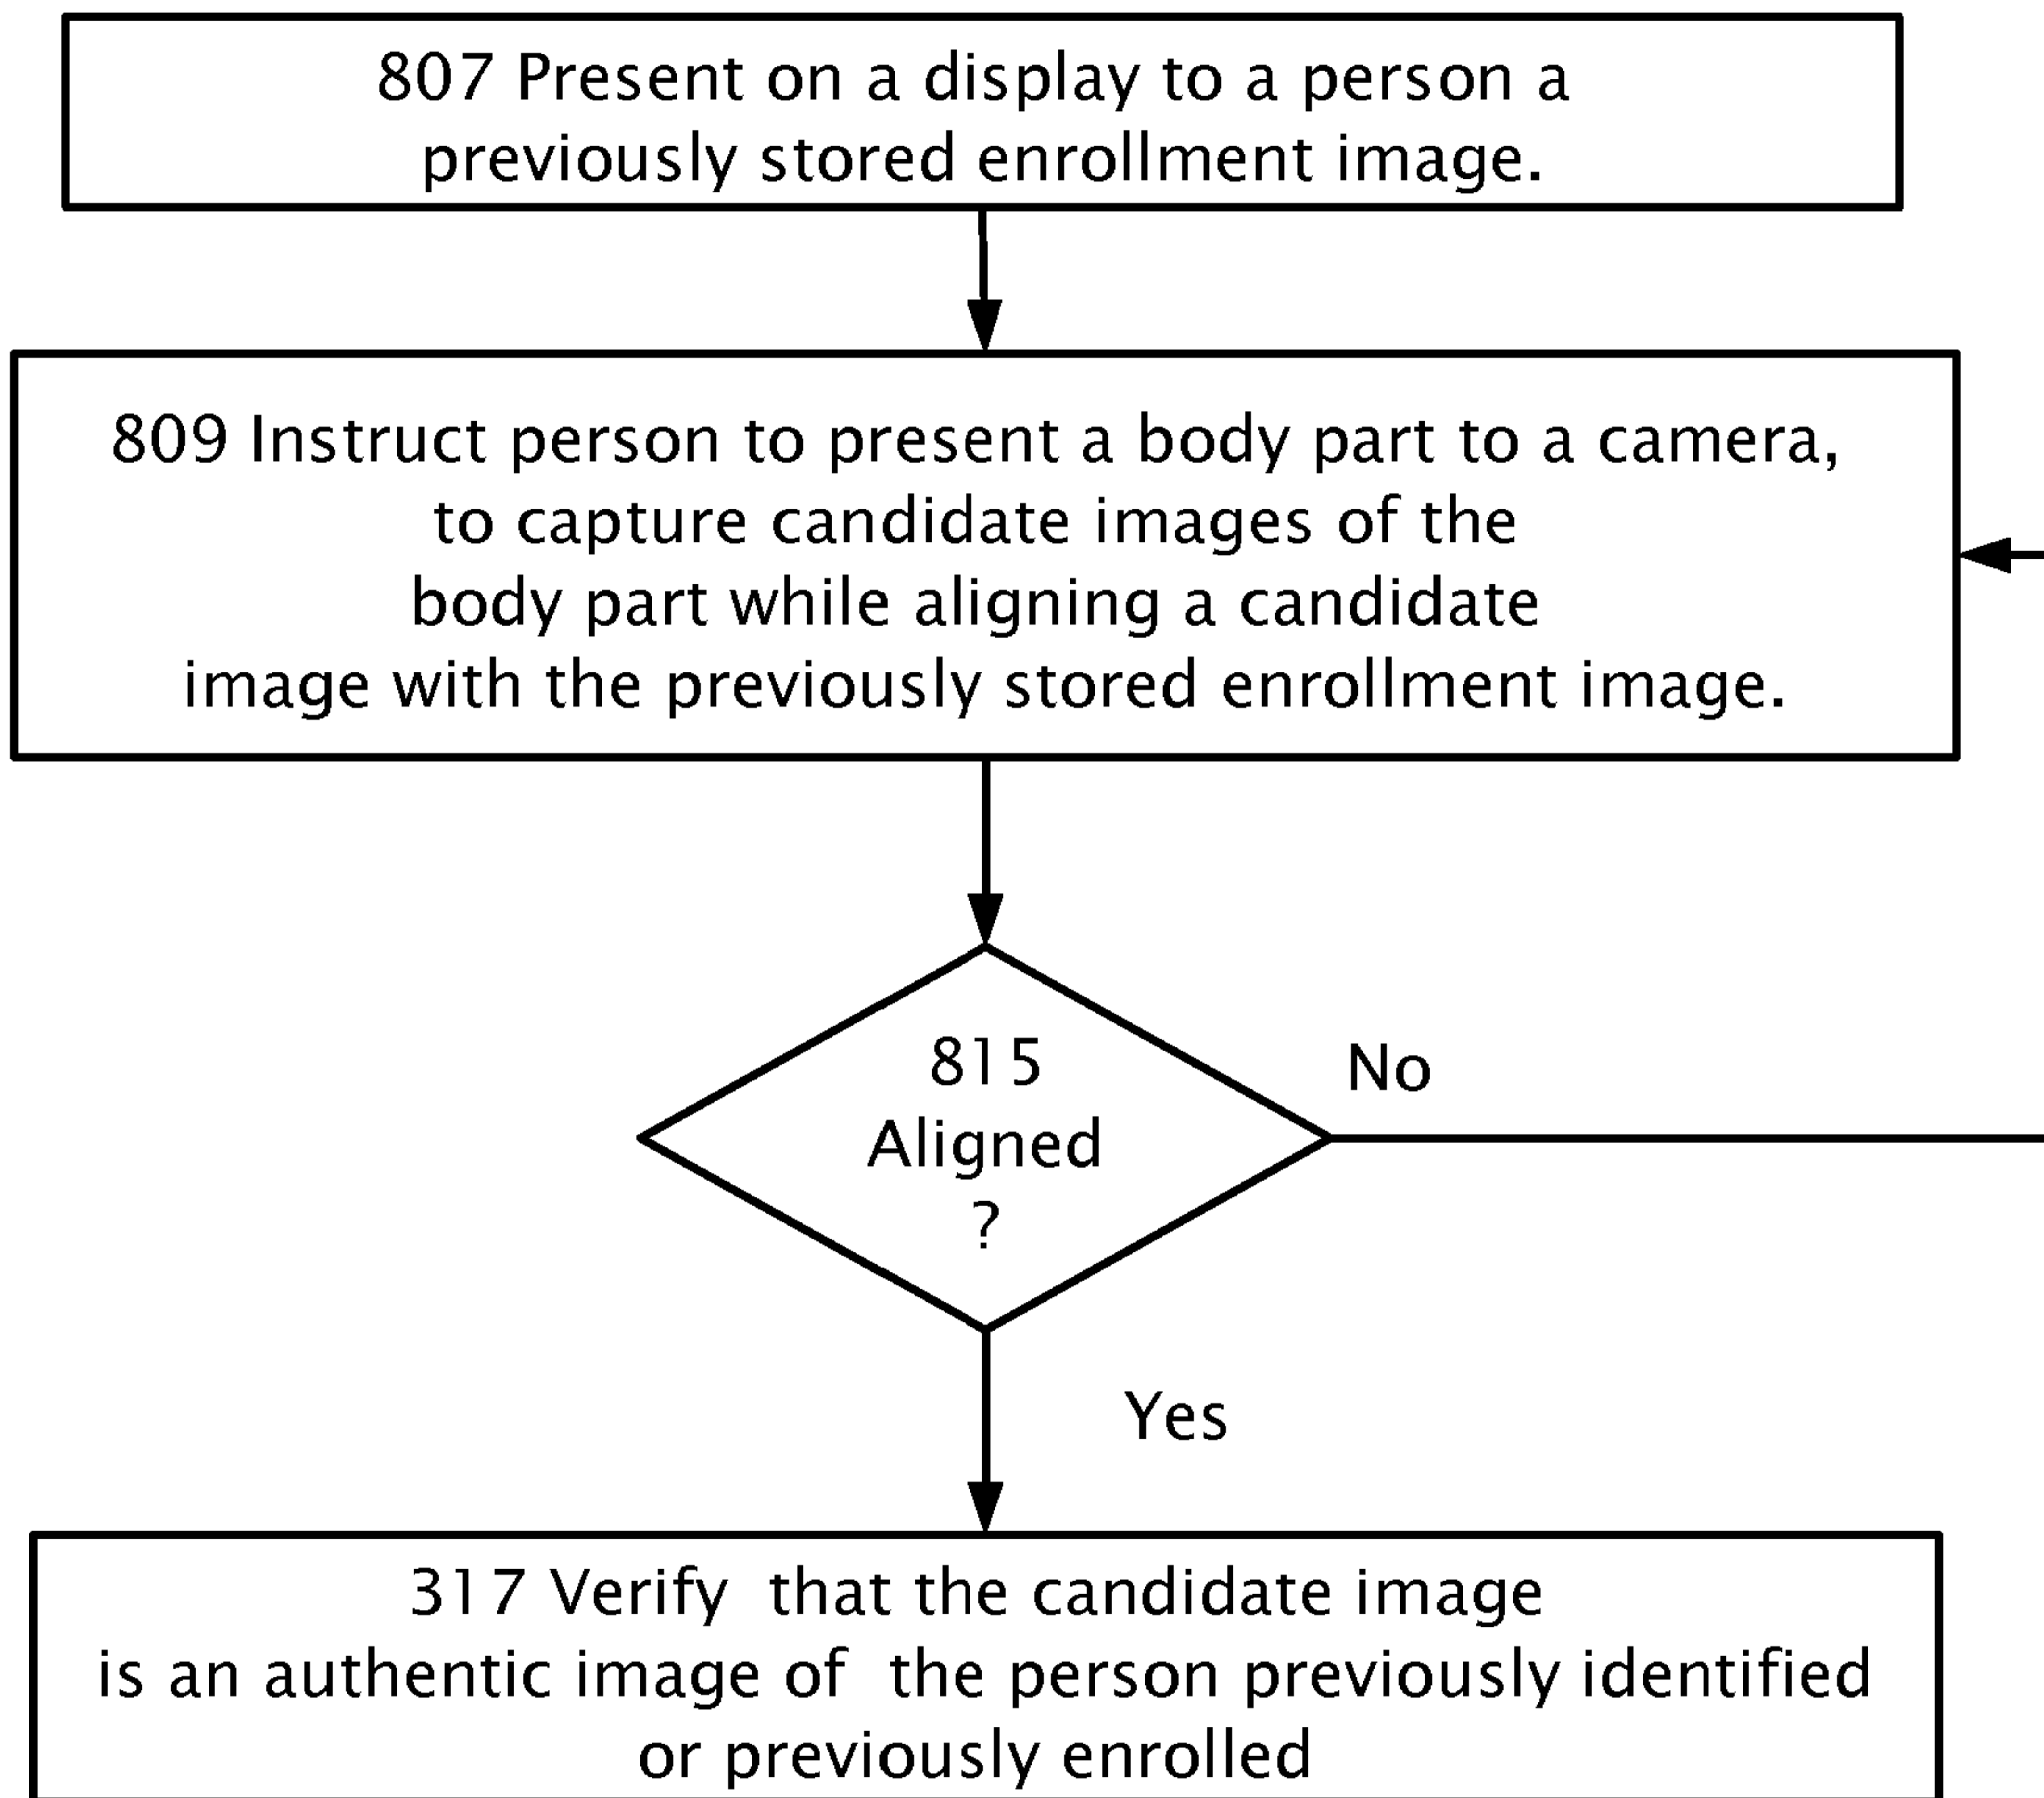 807 Present on a display to a person a
previously stored enrollment image.
809 Instruct person to present a body part to a camera,
to capture candidate images of the
body part while aligning a candidate
image with the previously stored enrollment image.
815
Aligned
?
No
Yes
317 Verify  that the candidate image
is an authentic image of  the person previously identified
or previously enrolled